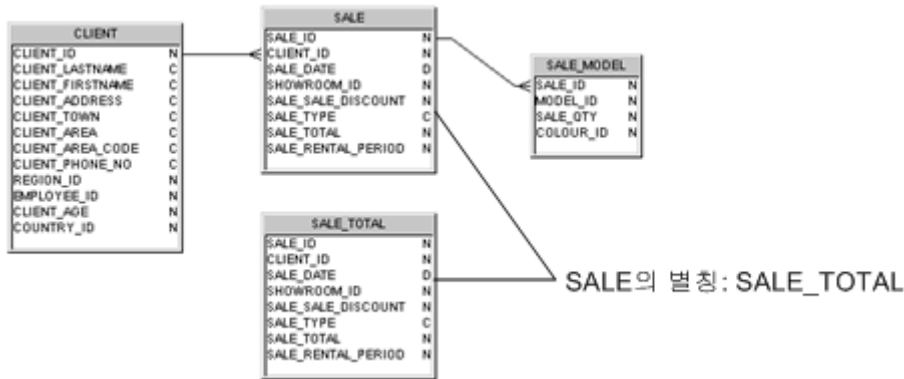 CLIENT
CLIENT_ID N
CLIENT_LASTNAME C
CLIENT_FIRSTNAME C
CLIENT_ADDRESS C
CLIENT_TOWN C
CLIENT_AREA C
CLIENT_AREA_CODE C
CLIENT_PHONE_NO C
REGION_ID N
EMPLOYEE_ID N
CLIENT_AGE N
COUNTRY_ID N
SALE
SALE_ID N
CLIENT_ID N
SALE_DATE D
SHOWROOM_ID N
SALE_SALE_DISCOUNT N
SALE_TYPE C
SALE_TOTAL N
SALE_RENTAL_PERIOD N
SALE_MODEL
SALE_ID N
MODEL_ID N
SALE_QTY N
COLOUR_ID N
SALE_TOTAL
SALE_ID N
CLIENT_ID N
SALE_DATE D
SHOWROOM_ID N
SALE_SALE_DISCOUNT N
SALE_TYPE C
SALE_TOTAL N
SALE_RENTAL_PERIOD N
SALE의 별칭: SALE_TOTAL